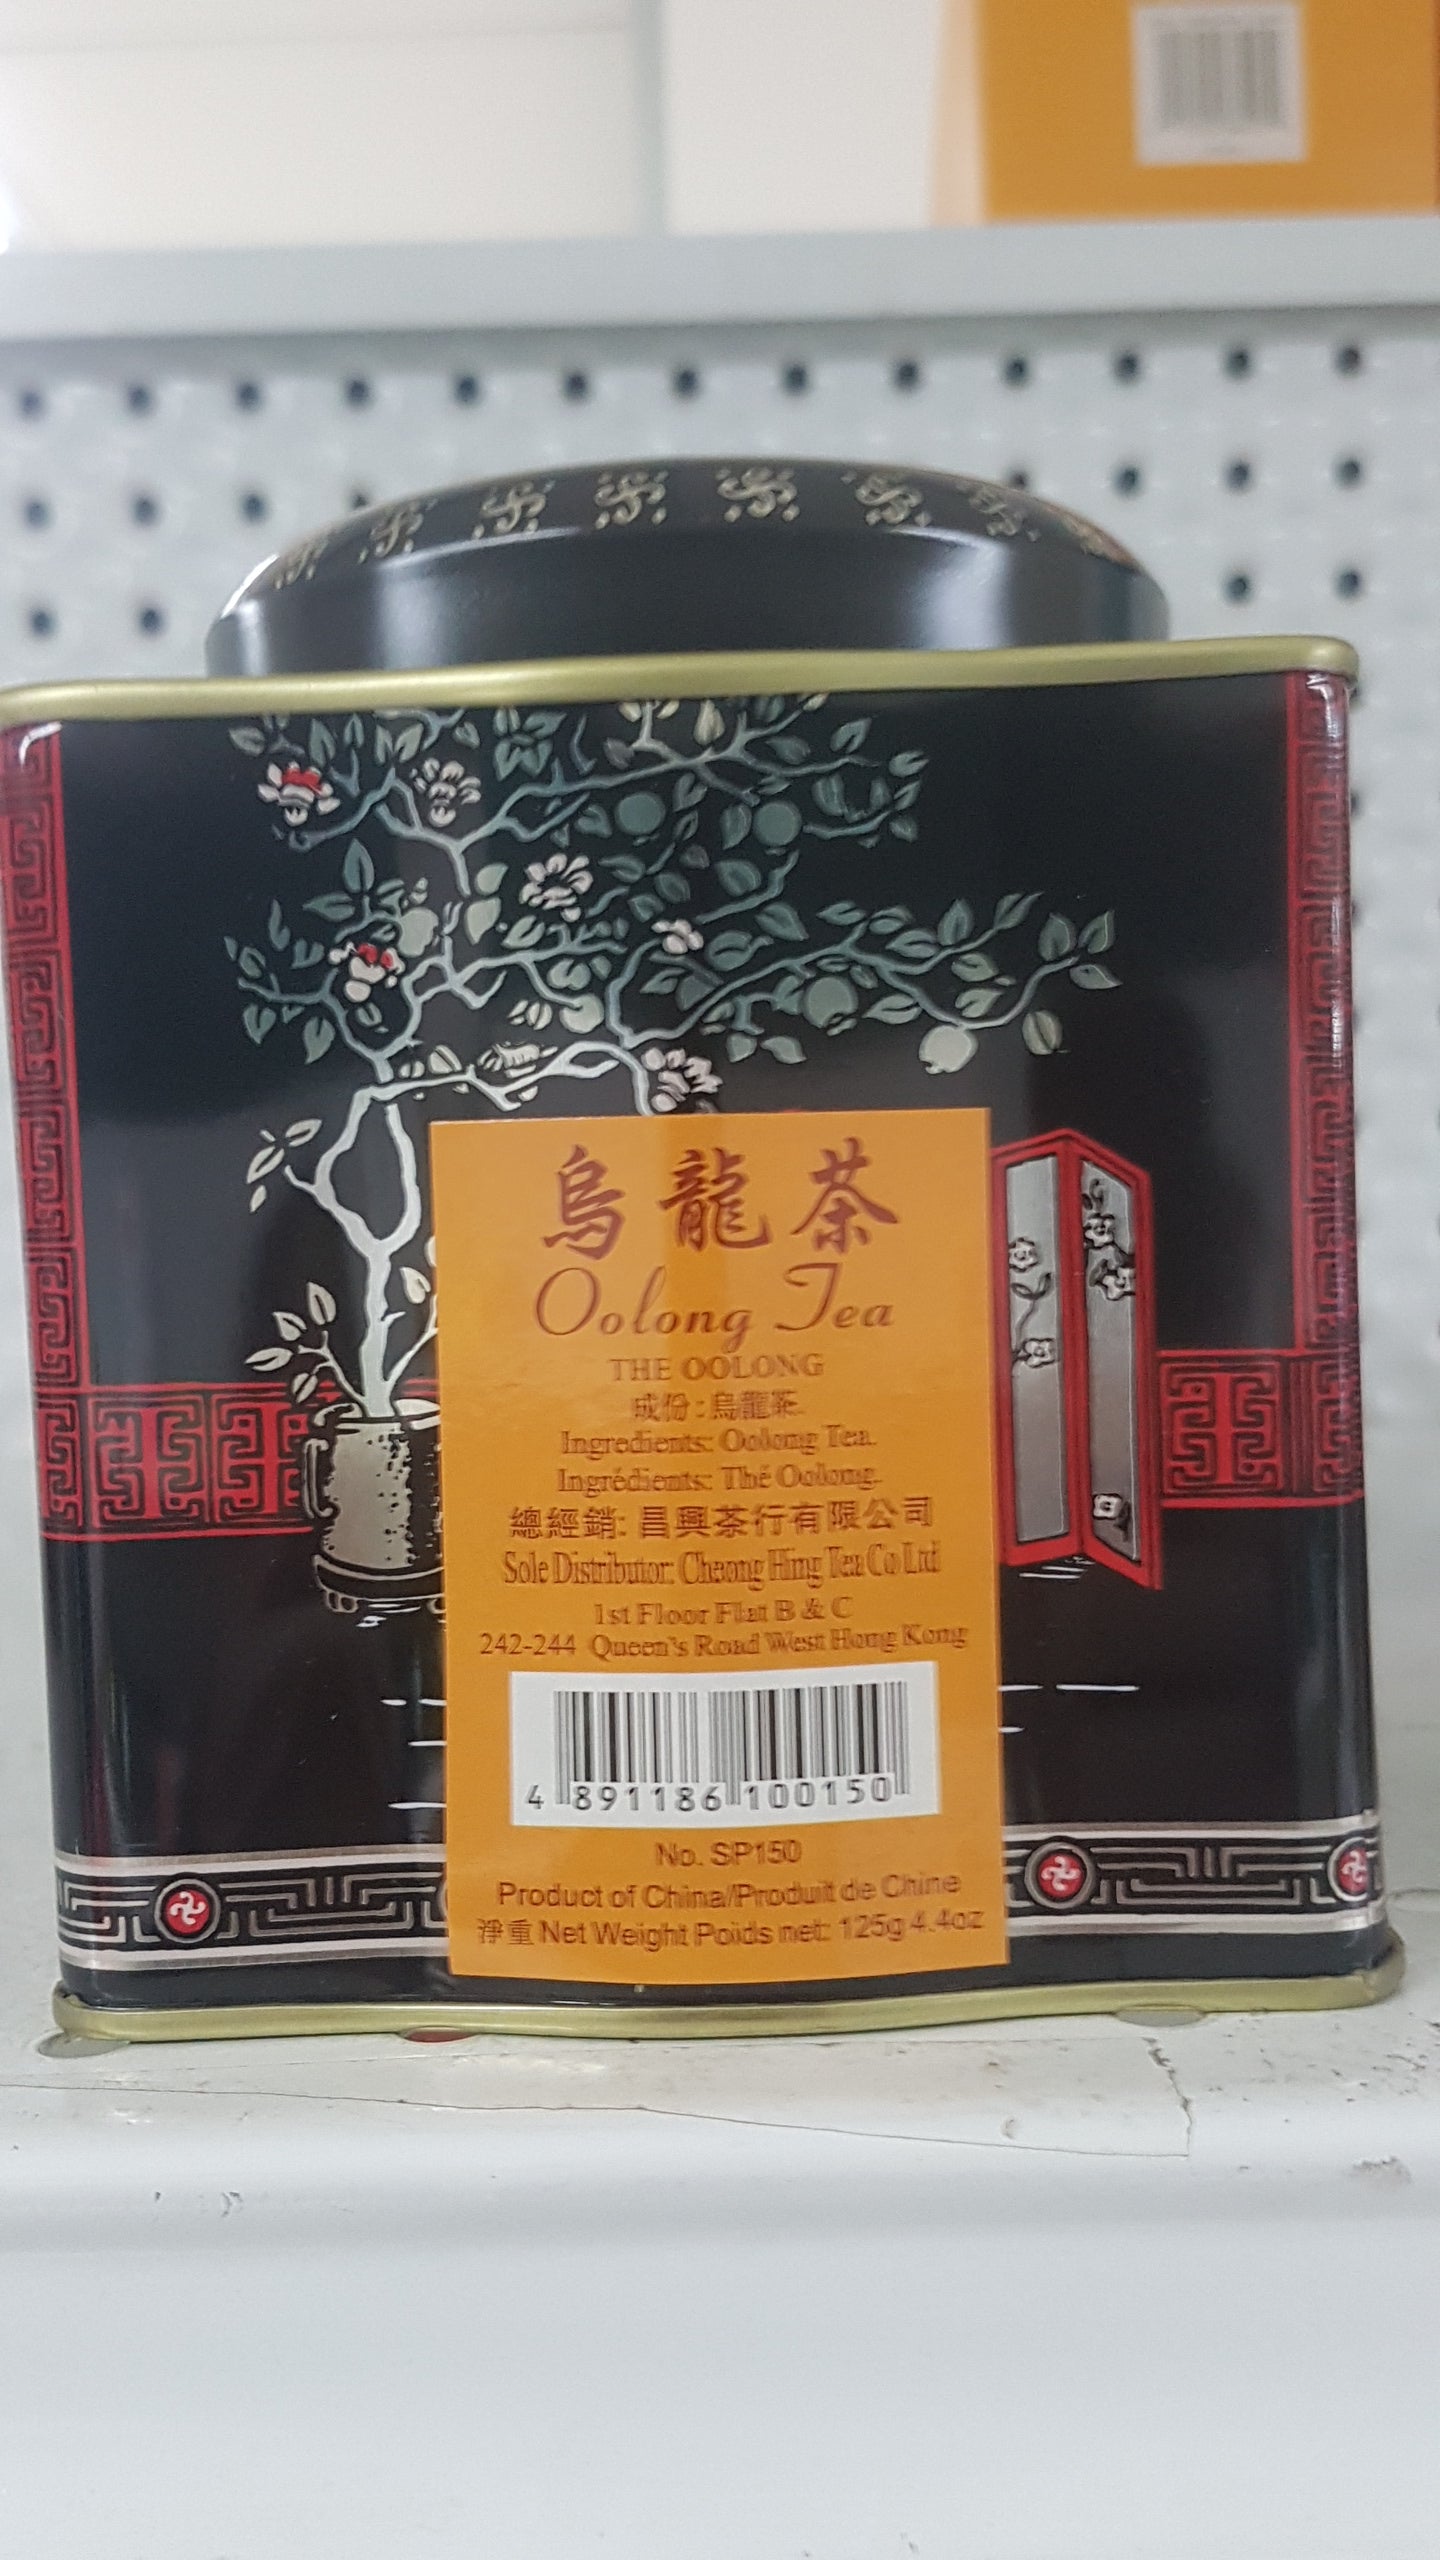 烏龍茶
Oolong Tea
THE OOLONG
成份：烏龍茶.
Ingredients: Oolong Tea.
Ingrédients: Thé Oolong.
總經銷: 昌興茶行有限公司
Sole Distributor: Cheong Hing Tea Co Ltd
1st Floor Flat B & C
242-244 Queen's Road West Hong Kong
4 891186 100150
No. SP150
Product of China/Produit de Chine
淨重 Net Weight Poids net: 125g 4.4oz